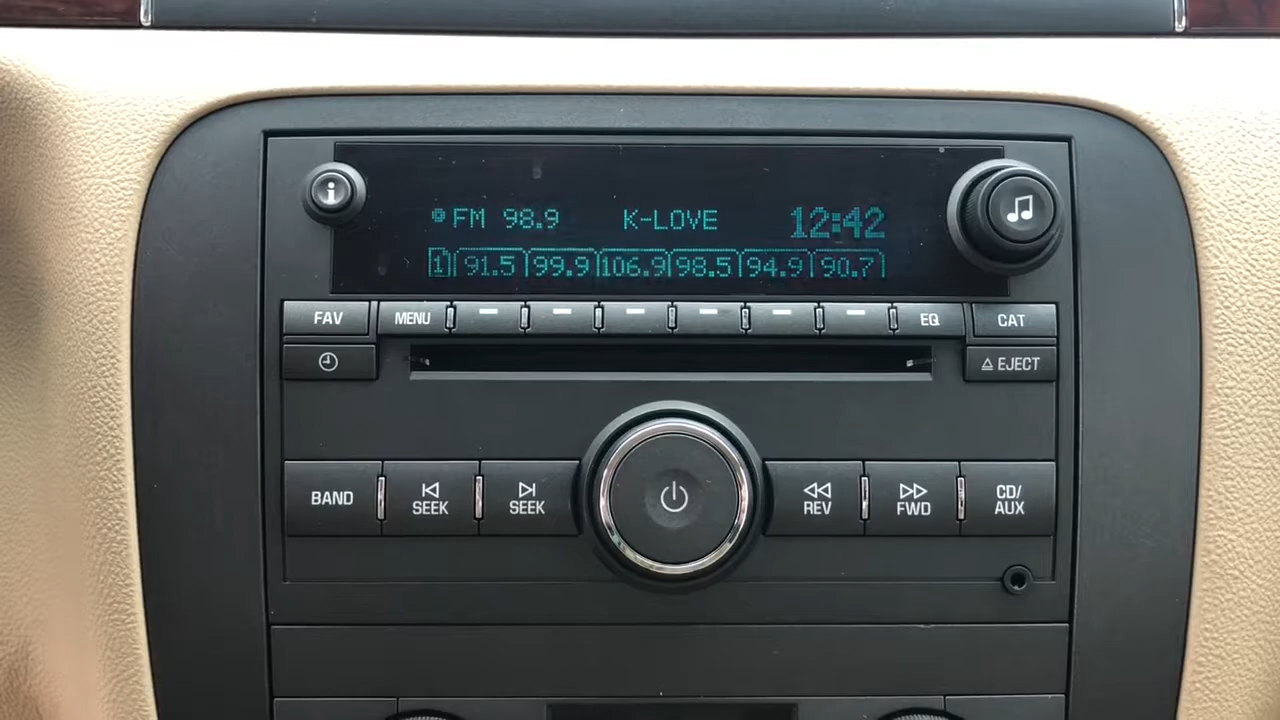 i
FM 98.9 K-LOVE 12:42
1 91.5 99.9 106.9 98.5 94.9 90.7
FAV MENU EQ CAT
EJECT
BAND SEEK SEEK REV FWD CD/
AUX